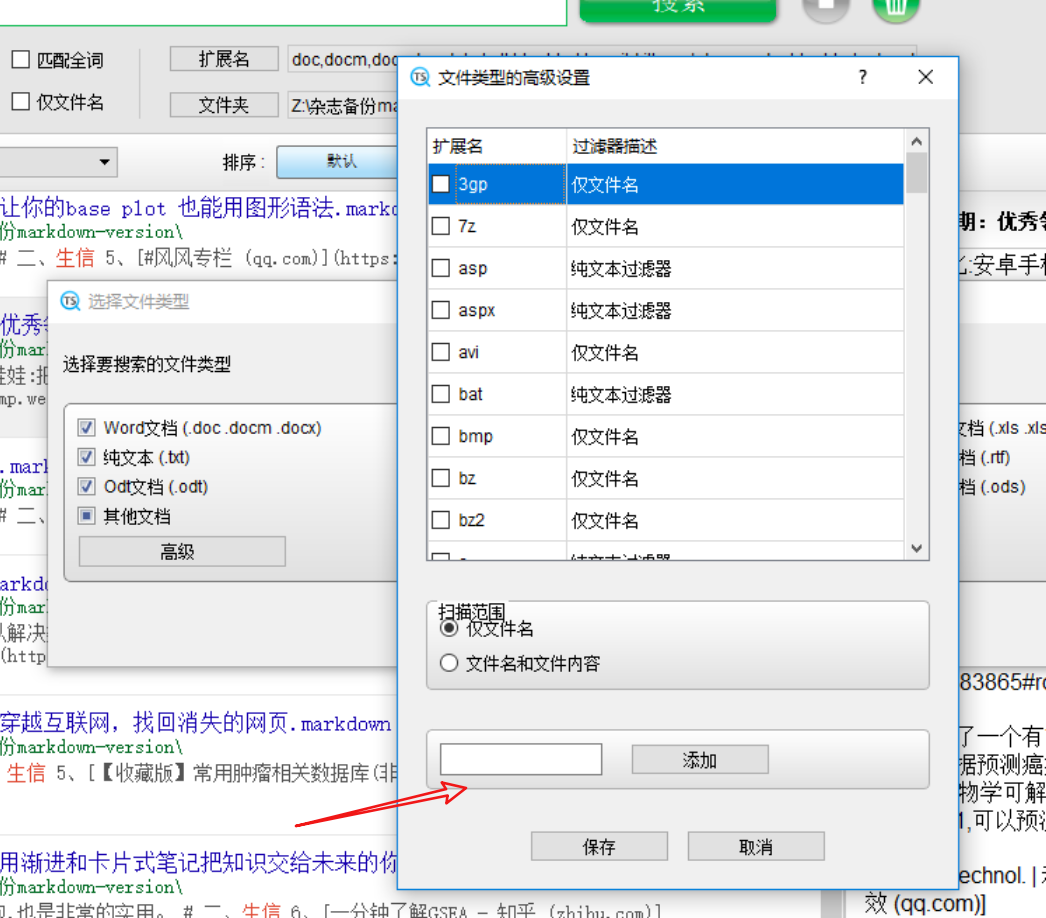 搜索
匹配全词
扩展名
doc,docm,doc
仅文件名
文件夹
Z:\杂志备份ma
排序：
默认
让你的base plot 也能用图形语法.markd
份markdown-version\
# 二、生信 5、[#风风专栏 (qq.com)](https:
优秀
份mar
mp.we
.mark
份mar
# 二、
arkd
份mar
解决
(http
穿越互联网，找回消失的网页.markdown
份markdown-version\
生信 5、[【收藏版】常用肿瘤相关数据库(非
用渐进和卡片式笔记把知识交给未来的你
份markdown-version\
,也是非常的实用。 # 二、生信 6、[一分钟了解GSEA - 知乎 (zhihu.com)]
选择文件类型
选择要搜索的文件类型
Word文档 (.doc .docm .docx)
纯文本 (.txt)
Odt文档 (.odt)
其他文档
高级
文件类型的高级设置
?
扩展名 过滤器描述
3gp 仅文件名
7z 仅文件名
asp 纯文本过滤器
aspx 纯文本过滤器
avi 仅文件名
bat 纯文本过滤器
bmp 仅文件名
bz 仅文件名
bz2 仅文件名
扫描范围
仅文件名
文件名和文件内容
添加
保存
取消
期：优秀
:安卓手
文档 (.xls .xls
档 (.rtf)
档 (.ods)
83865#r
了一个有
据预测癌
物学可解
1,可以预测
echnol. |
效 (qq.com)]